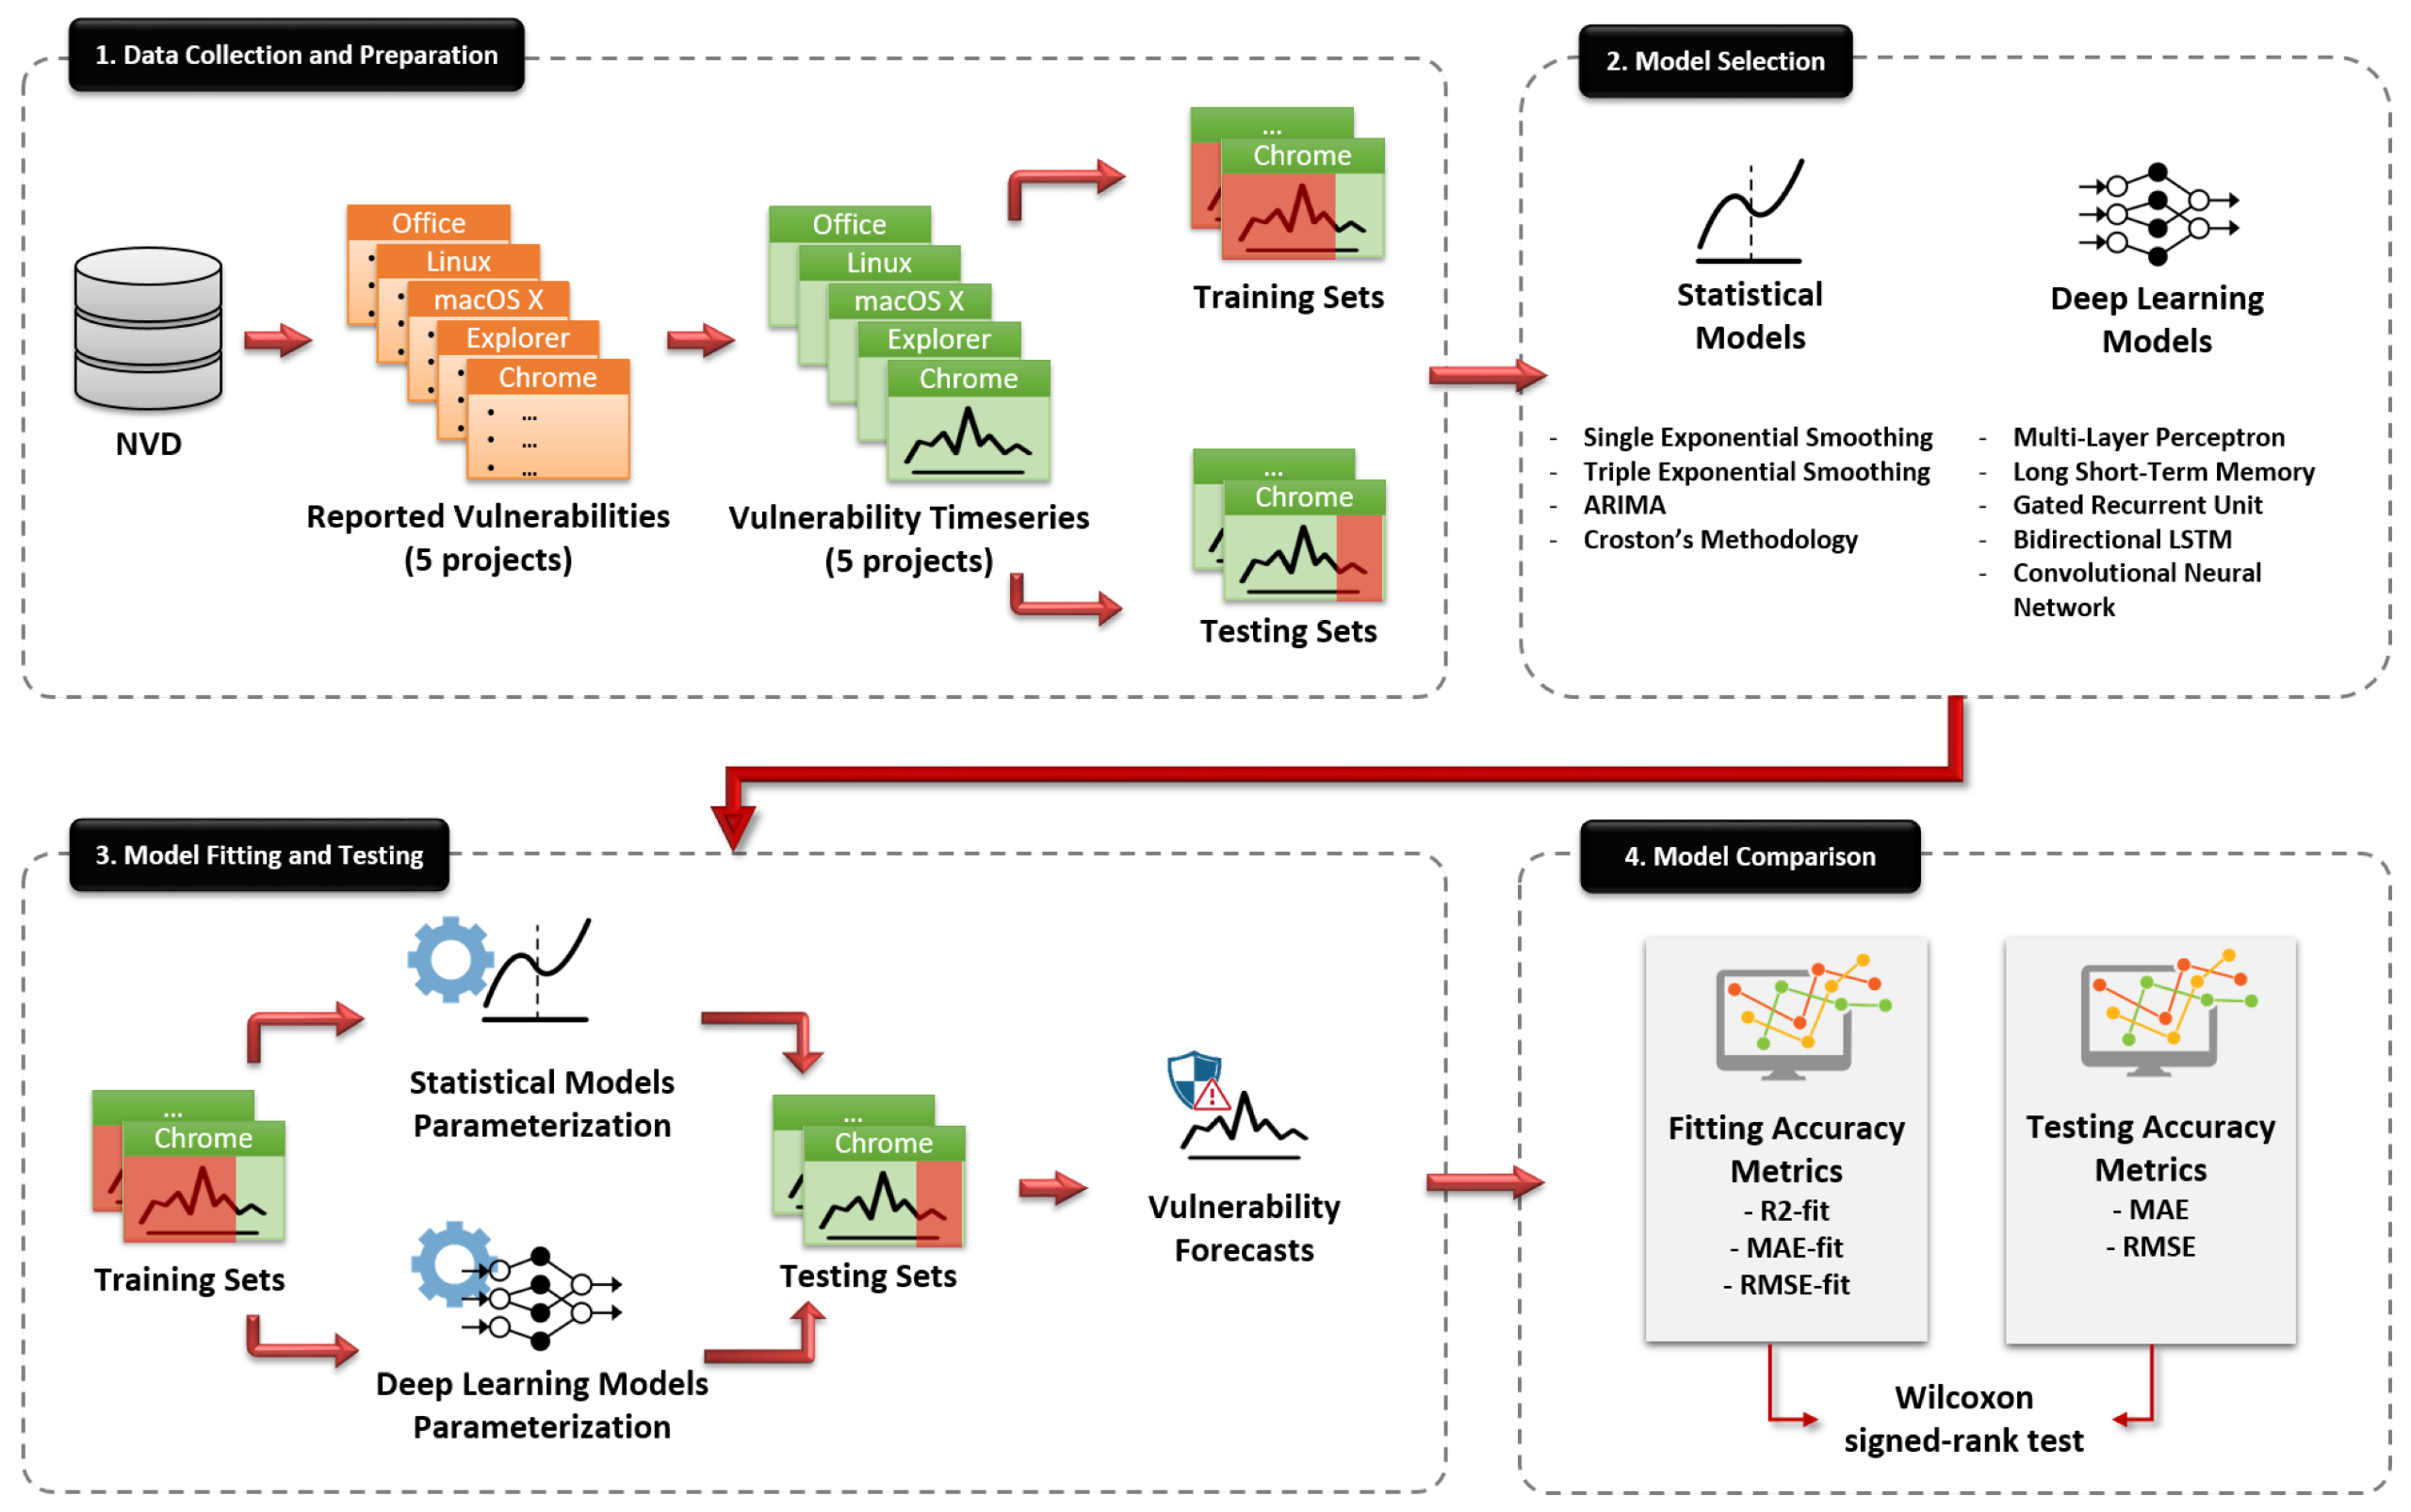 1. Data Collection and Preparation
NVD
Office
Linux
macOS X
Explorer
Chrome
• ...
• ...
• ...
Reported Vulnerabilities
(5 projects)
Office
Linux
macOS X
Explorer
Chrome
Vulnerability Timeseries
(5 projects)
...
Chrome
Training Sets
...
Chrome
Testing Sets
2. Model Selection
Statistical
Models
- Single Exponential Smoothing
- Triple Exponential Smoothing
- ARIMA
- Croston’s Methodology
Deep Learning
Models
- Multi-Layer Perceptron
- Long Short-Term Memory
- Gated Recurrent Unit
- Bidirectional LSTM
- Convolutional Neural
Network
3. Model Fitting and Testing
...
Chrome
Training Sets
Statistical Models
Parameterization
Deep Learning Models
Parameterization
...
Chrome
Testing Sets
Vulnerability
Forecasts
4. Model Comparison
Fitting Accuracy
Metrics
- R2-fit
- MAE-fit
- RMSE-fit
Testing Accuracy
Metrics
- MAE
- RMSE
Wilcoxon
signed-rank test